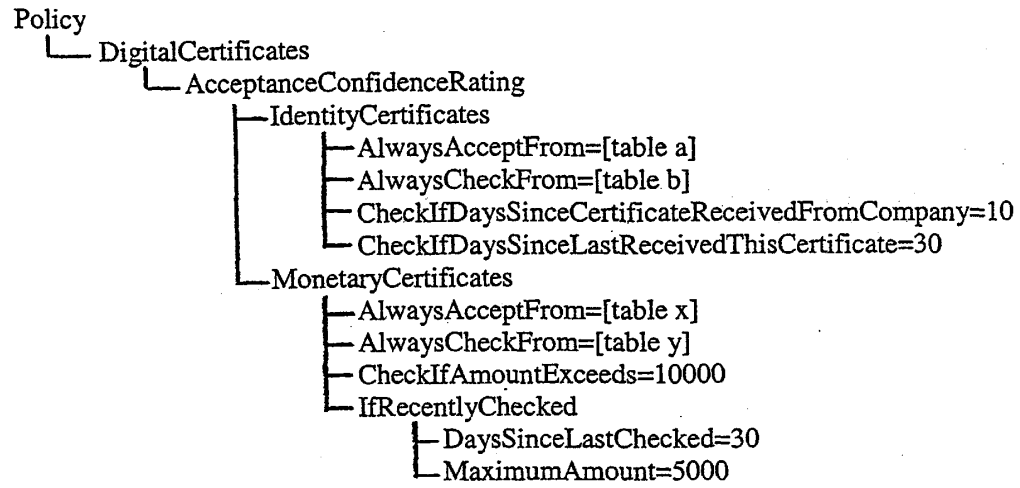 Policy
DigitalCertificates
AcceptanceConfidenceRating
IdentityCertificates
AlwaysAcceptFrom=[table a]
AlwaysCheckFrom=[table b]
CheckIfDaysSinceCertificateReceivedFromCompany=10
CheckIfDaysSinceLastReceivedThisCertificate=30
MonetaryCertificates
AlwaysAcceptFrom=[table x]
AlwaysCheckFrom=[table y]
CheckIfAmountExceeds=10000
IfRecentlyChecked
DaysSinceLastChecked=30
MaximumAmount=5000